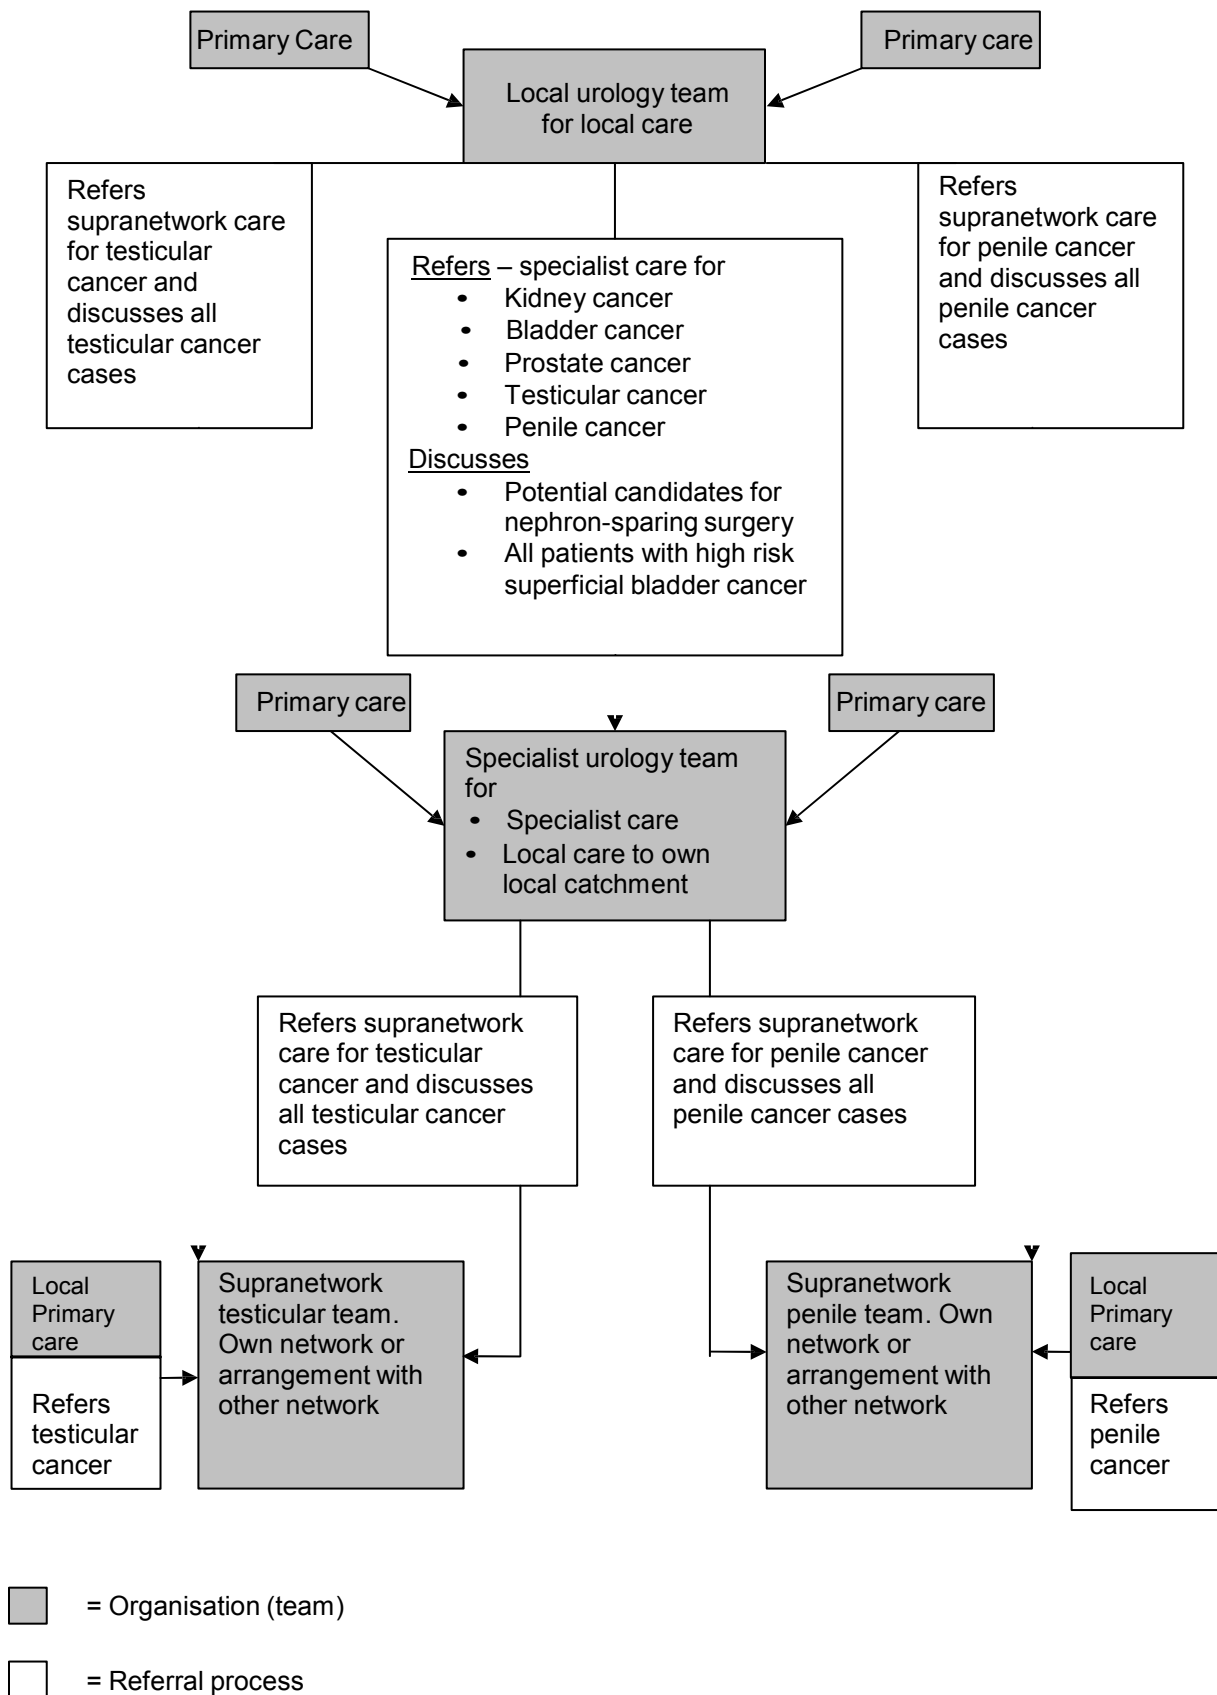 Primary Care
Primary care
Local urology team
for local care
Refers
supranetwork care
for testicular
cancer and
discusses all
testicular cancer
cases
Refers – specialist care for
• Kidney cancer
• Bladder cancer
• Prostate cancer
• Testicular cancer
• Penile cancer
Discusses
• Potential candidates for
nephron-sparing surgery
• All patients with high risk
superficial bladder cancer
Refers
supranetwork care
for penile cancer
and discusses all
penile cancer
cases
Primary care
Primary care
Specialist urology team
for
• Specialist care
• Local care to own
local catchment
Refers supranetwork
care for testicular
cancer and discusses
all testicular cancer
cases
Refers supranetwork
care for penile cancer
and discusses all
penile cancer cases
Local
Primary
care
Refers
testicular
cancer
Supranetwork
testicular team.
Own network or
arrangement with
other network
Supranetwork
penile team. Own
network or
arrangement with
other network
Local
Primary
care
Refers
penile
cancer
= Organisation (team)
= Referral process